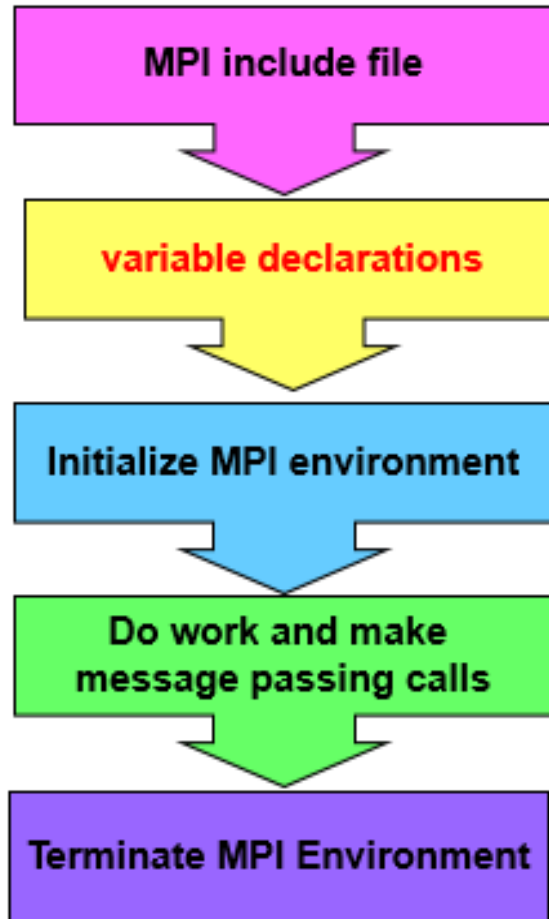 MPI include file
variable declarations
Initialize MPI environment
Do work and make
message passing calls
Terminate MPI Environment